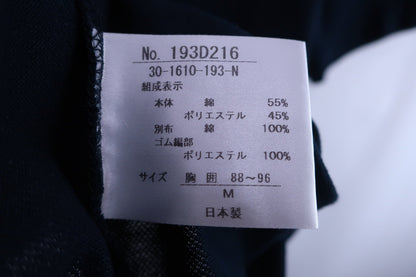 No. 193D216
30-1610-193-N
組成表示
本体 綿 55%
ポリエステル 45%
別布 綿 100%
ゴム編部
ポリエステル 100%
サイズ 胸囲 88～96
M
日本製